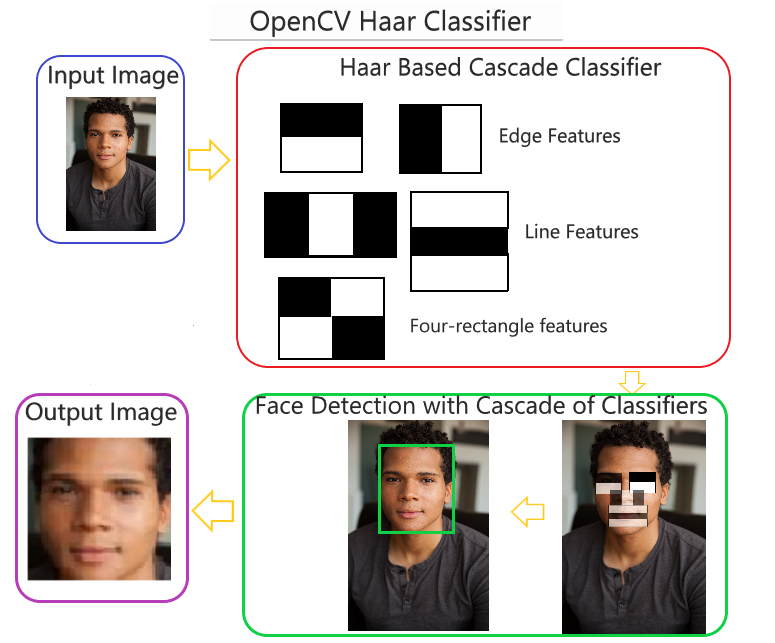 OpenCV Haar Classifier
Input Image
Haar Based Cascade Classifier
Edge Features
Line Features
Four-rectangle features
Face Detection with Cascade of Classifiers
Output Image